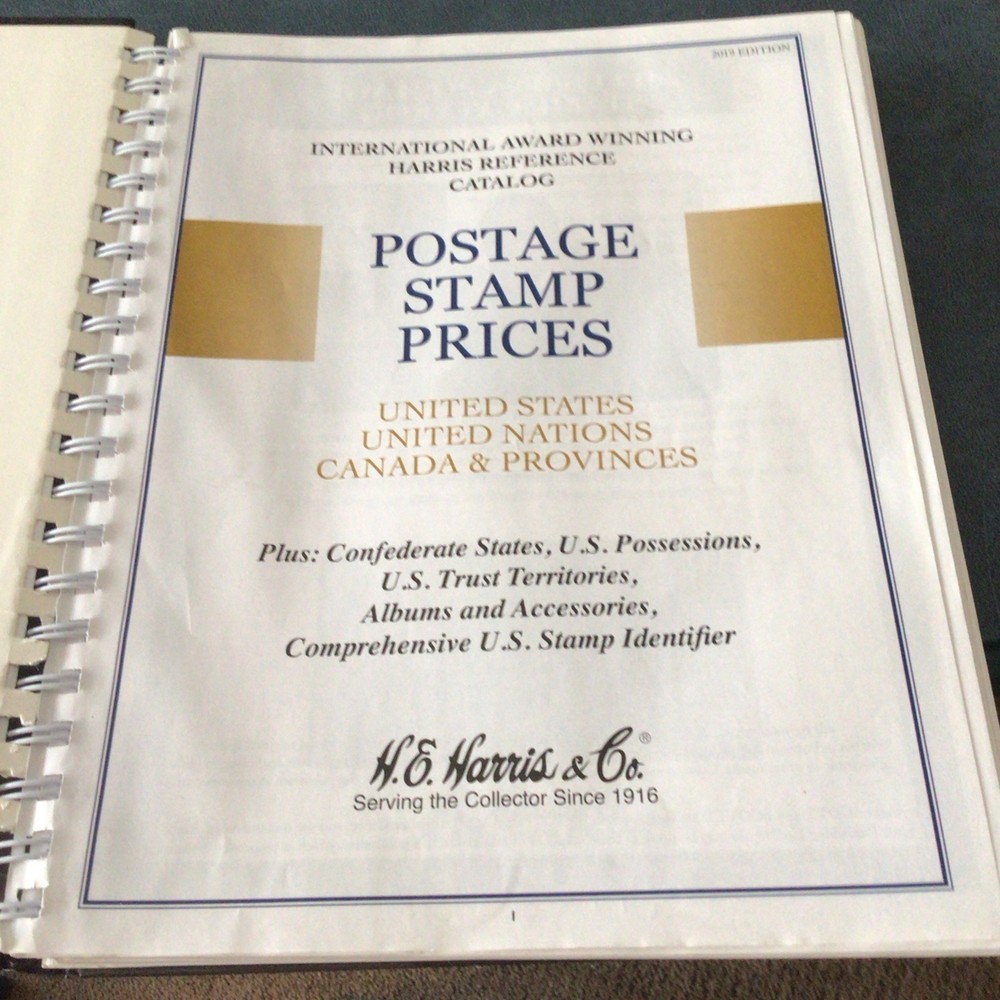 2019 EDITION
INTERNATIONAL AWARD WINNING
HARRIS REFERENCE
CATALOG
POSTAGE
STAMP
PRICES
UNITED STATES
UNITED NATIONS
CANADA & PROVINCES
Plus: Confederate States, U.S. Possessions,
U.S. Trust Territories,
Albums and Accessories,
Comprehensive U.S. Stamp Identifier
H.E. Harris & Co.®
Serving the Collector Since 1916
1